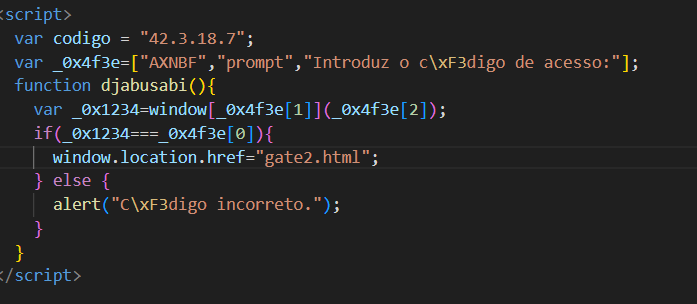 <script>
var codigo = "42.3.18.7";
var _0x4f3e=["AXNBF","prompt","Introduz o c\xF3digo de acesso:"];
function djabusabi(){
var _0x1234=window[_0x4f3e[1]](_0x4f3e[2]);
if(_0x1234===_0x4f3e[0]){
window.location.href="gate2.html";
} else {
alert("C\xF3digo incorreto.");
}
}
</script>